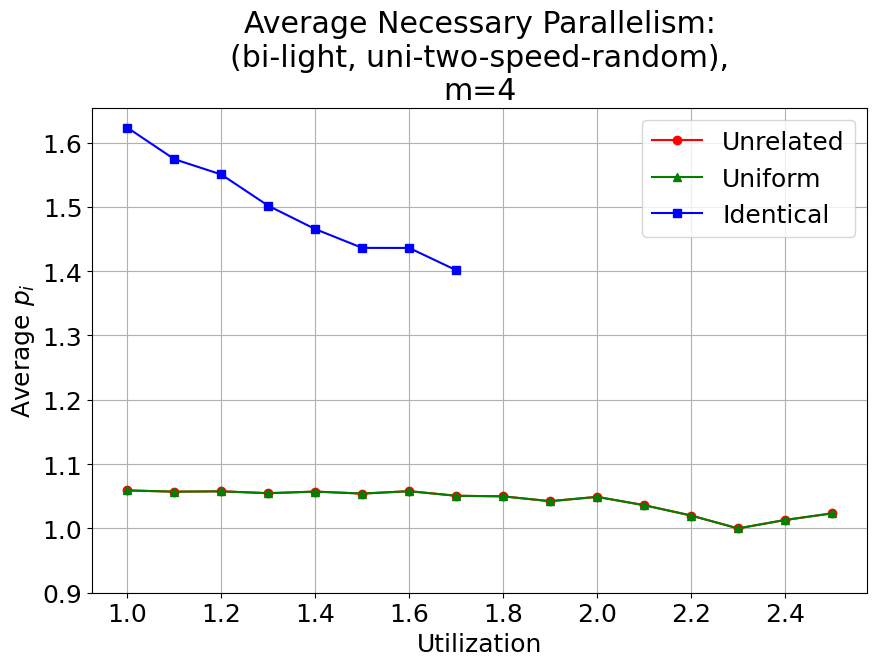 Average Necessary Parallelism:
(bi-light, uni-two-speed-random),
m=4
Unrelated
Uniform
Identical
Average p_i
1.6
1.5
1.4
1.3
1.2
1.1
1.0
0.9
1.0 1.2 1.4 1.6 1.8 2.0 2.2 2.4
Utilization